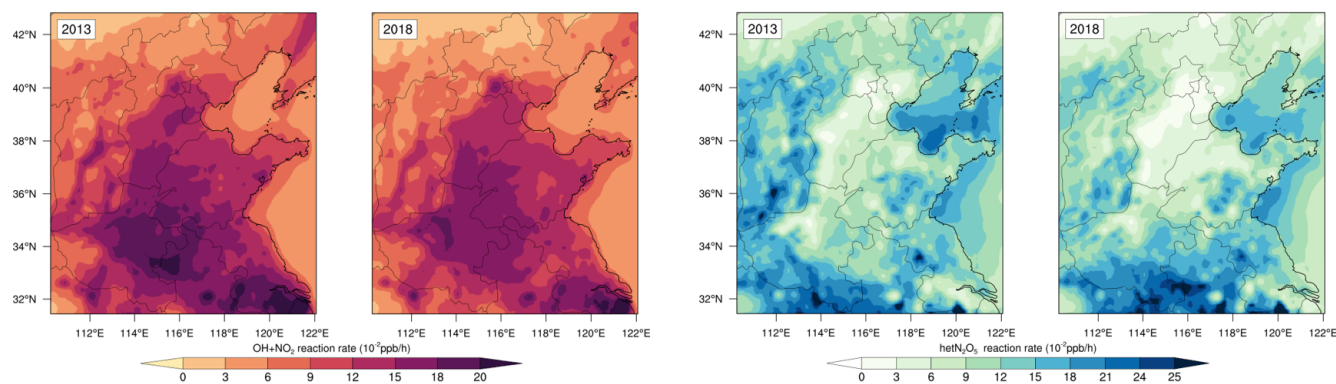 2013
2018
2013
2018
42°N
40°N
38°N
36°N
34°N
32°N
42°N
40°N
38°N
36°N
34°N
32°N
112°E 114°E 116°E 118°E 120°E 122°E
112°E 114°E 116°E 118°E 120°E 122°E
112°E 114°E 116°E 118°E 120°E 122°E
112°E 114°E 116°E 118°E 120°E 122°E
OH+NO₂ reaction rate (10⁻²ppb/h)
0 3 6 9 12 15 18 20
hetN₂O₅ reaction rate (10⁻²ppb/h)
0 3 6 9 12 15 18 21 24 25